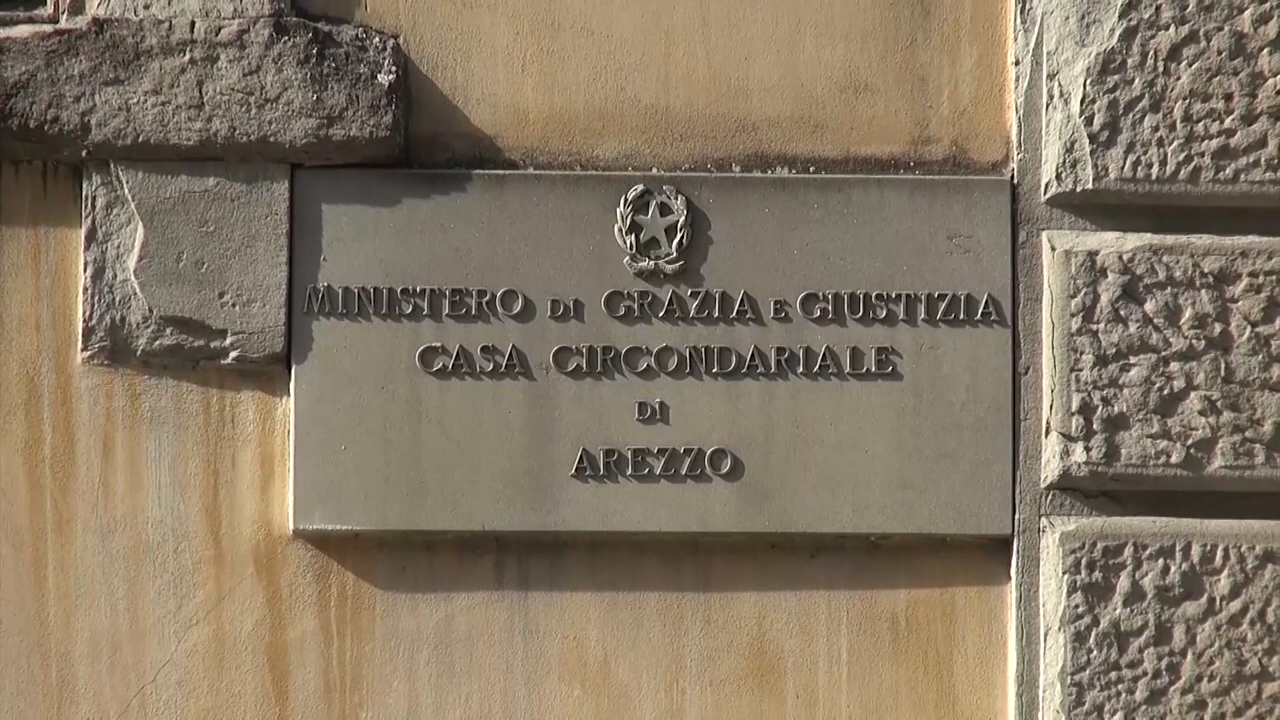 MINISTERO DI GRAZIA E GIUSTIZIA
CASA CIRCONDARIALE
DI
AREZZO